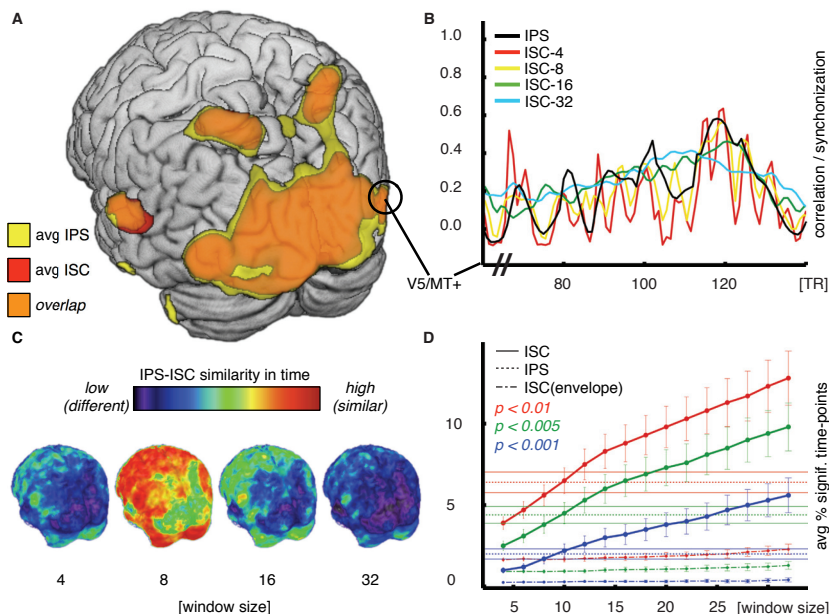 A
avg IPS
avg ISC
overlap
V5/MT+
B
IPS
ISC-4
ISC-8
ISC-16
ISC-32
1.0
0.8
0.6
0.4
0.2
0.0
80
100
120
[TR]
correlation / synchonization
C
IPS-ISC similarity in time
low
(different)
high
(similar)
4
8
16
32
[window size]
D
ISC
IPS
ISC(envelope)
p < 0.01
p < 0.005
p < 0.001
10
5
0
5
10
15
20
25
[window size]
avg % signif. time-points